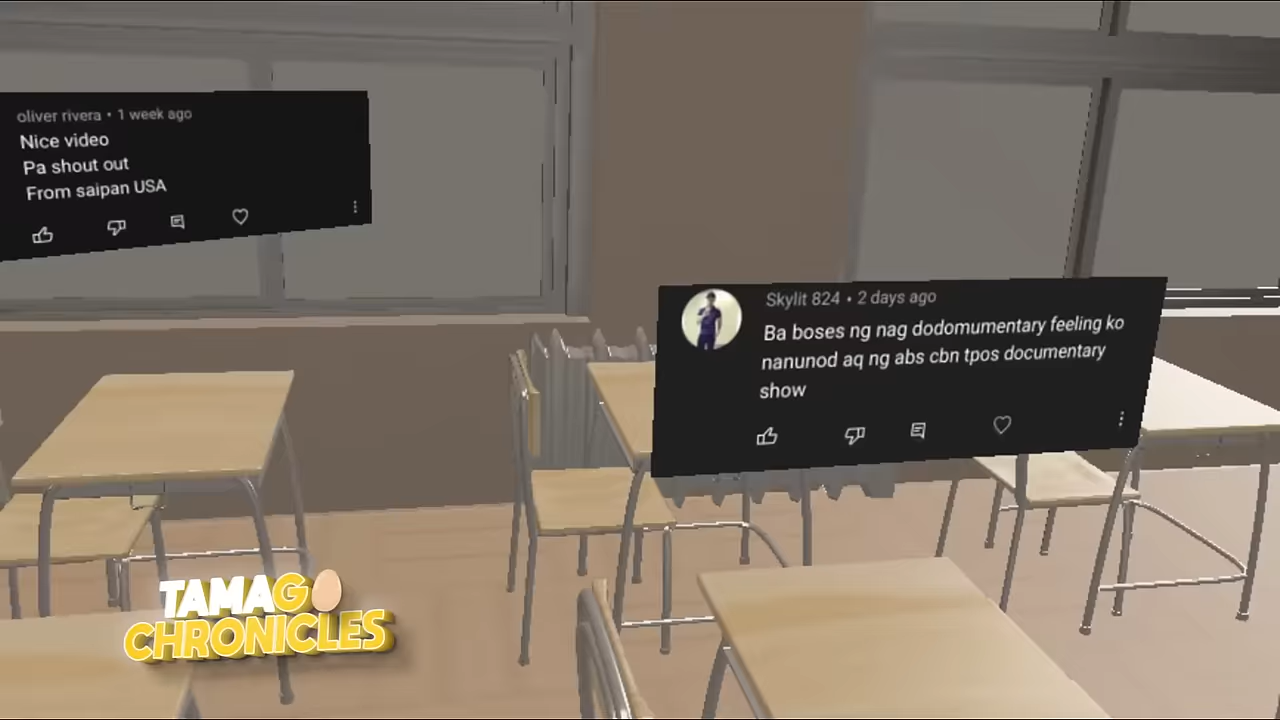 oliver rivera • 1 week ago
Nice video
Pa shout out
From saipan USA
Skylit 824 • 2 days ago
Ba boses ng nag dodomumentary feeling ko
nanunod aq ng abs cbn tpos documentary
show
TAMAGO
CHRONICLES